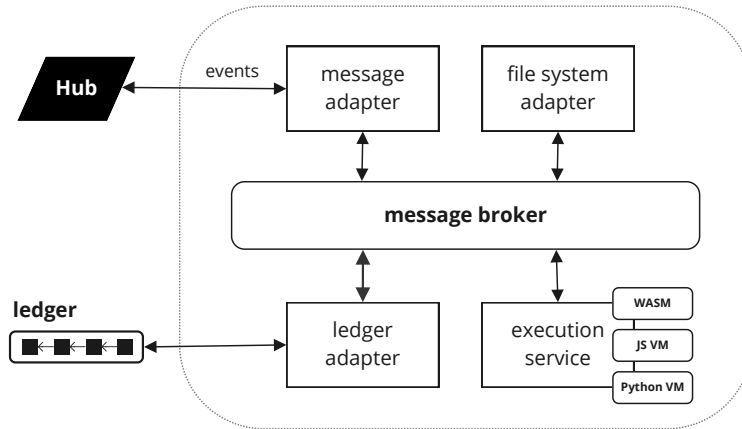 Hub
events
message
adapter
file system
adapter
message broker
ledger
ledger
adapter
execution
service
WASM
JS VM
Python VM